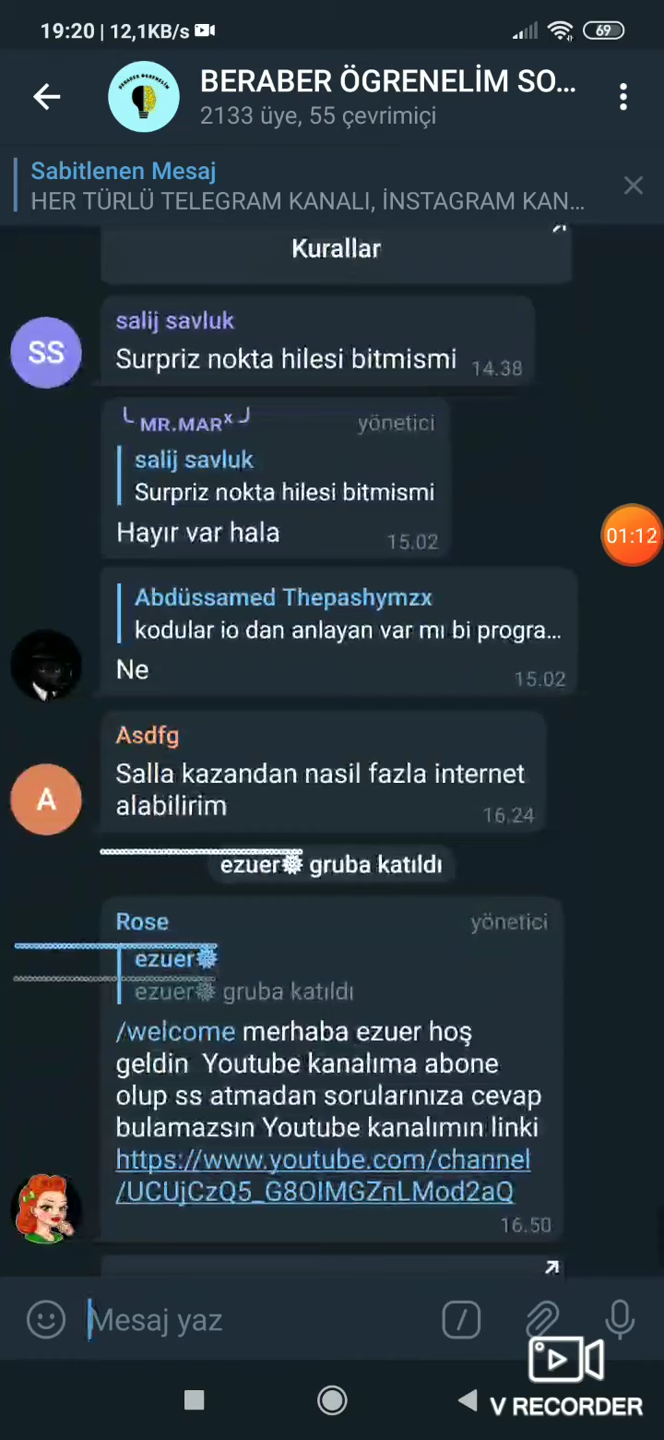 19:20 | 12,1KB/s
69
BERABER ÖGRENELİM SO...
2133 üye, 55 çevrimiçi
Sabitlenen Mesaj
HER TÜRLÜ TELEGRAM KANALI, İNSTAGRAM KAN...
Kurallar
salij savluk
SS
Surpriz nokta hilesi bitmismi 14.38
╰ MR.MARˣ ╯ yönetici
salij savluk
Surpriz nokta hilesi bitmismi
Hayır var hala 15.02
01:12
Abdüssamed Thepashymzx
kodular io dan anlayan var mı bi progra...
Ne 15.02
Asdfg
A
Salla kazandan nasil fazla internet
alabilirim 16.24
ezuer gruba katıldı
Rose yönetici
ezuer
ezuer gruba katıldı
/welcome merhaba ezuer hoş
geldin Youtube kanalıma abone
olup ss atmadan sorularınıza cevap
bulamazsın Youtube kanalımın linki
https://www.youtube.com/channel
/UCUjCzQ5_G8OIMGZnLMod2aQ
16.50
Mesaj yaz
V RECORDER